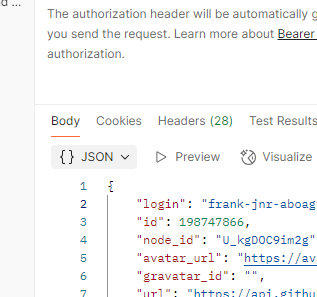 ed ...
The authorization header will be automatically g
you send the request. Learn more about Bearer
authorization.
Body Cookies Headers (28) Test Results
{} JSON Preview Visualize
1 {
2 "login": "frank-jnr-aboag
3 "id": 198747866,
4 "node_id": "U_kgDOC9im2g"
5 "avatar_url": "https://av
6 "gravatar_id": "",
7 "url": "https://api.githu